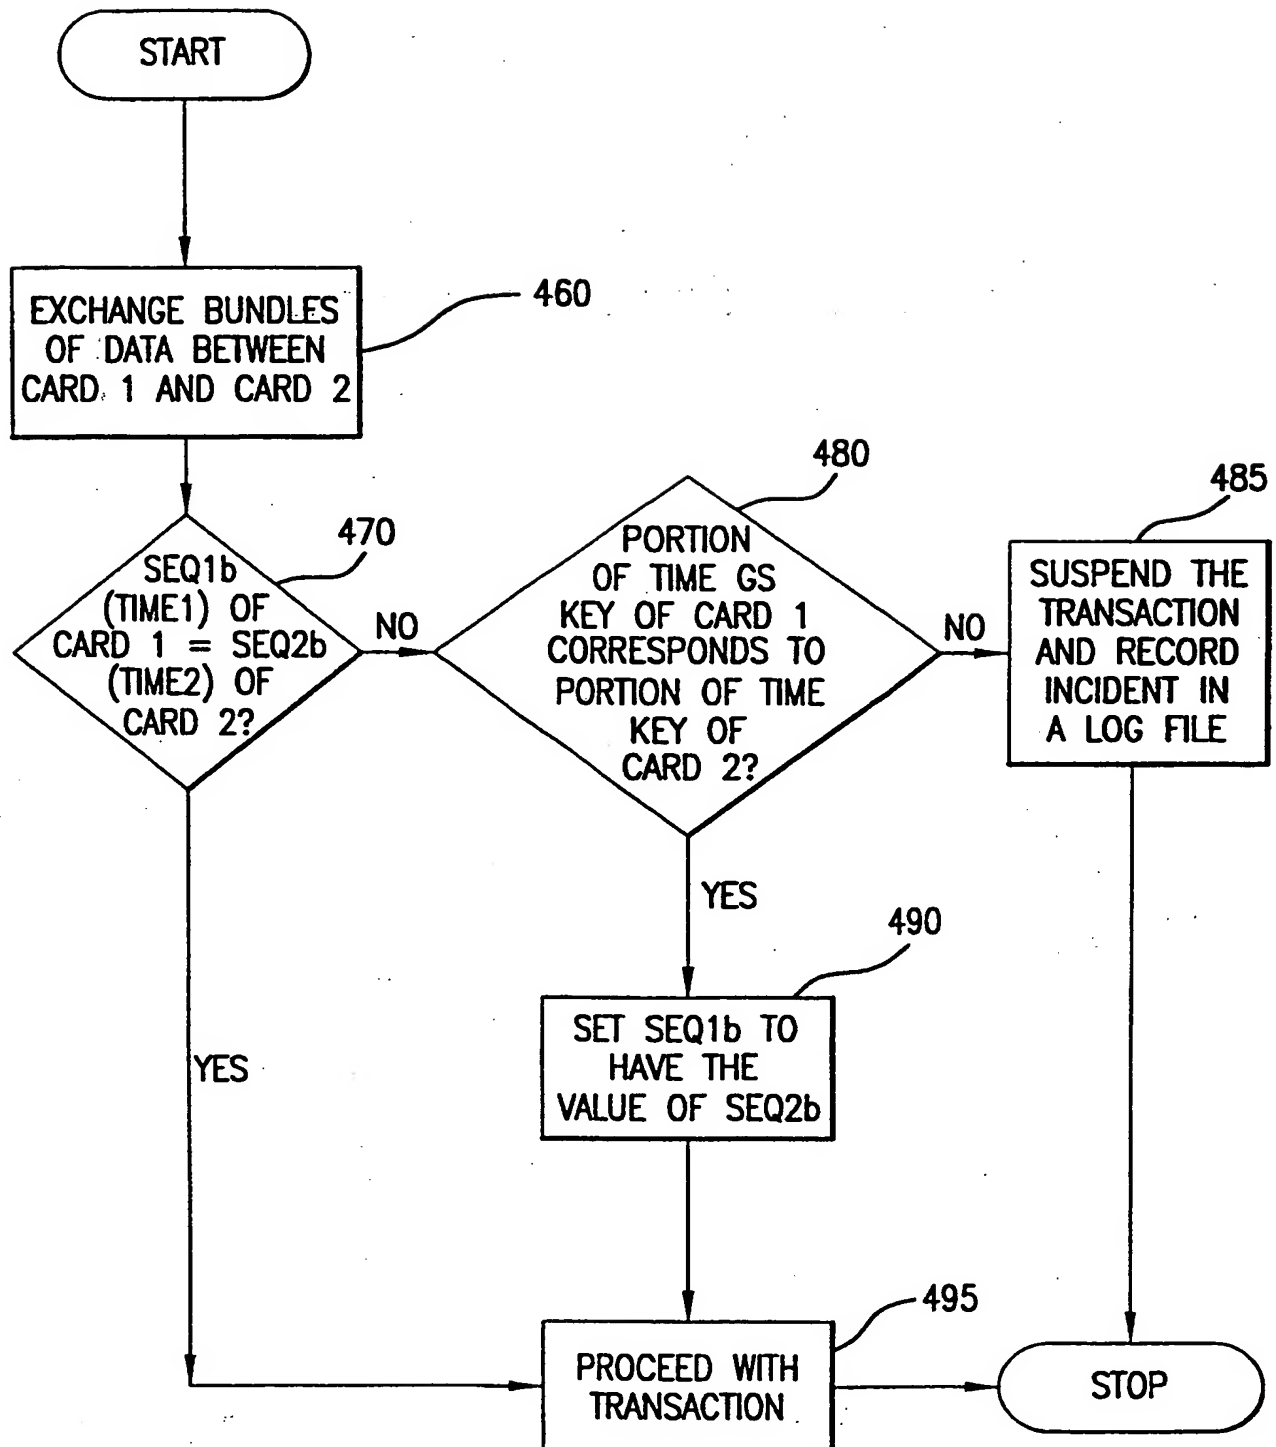 START
EXCHANGE BUNDLES
OF DATA BETWEEN
CARD 1 AND CARD 2
460
SEQ1b
(TIME1) OF
CARD 1 = SEQ2b
(TIME2) OF
CARD 2?
470
NO
PORTION
OF TIME GS
KEY OF CARD 1
CORRESPONDS TO
PORTION OF TIME
KEY OF
CARD 2?
480
NO
SUSPEND THE
TRANSACTION
AND RECORD
INCIDENT IN
A LOG FILE
485
YES
YES
SET SEQ1b TO
HAVE THE
VALUE OF SEQ2b
490
PROCEED WITH
TRANSACTION
495
STOP